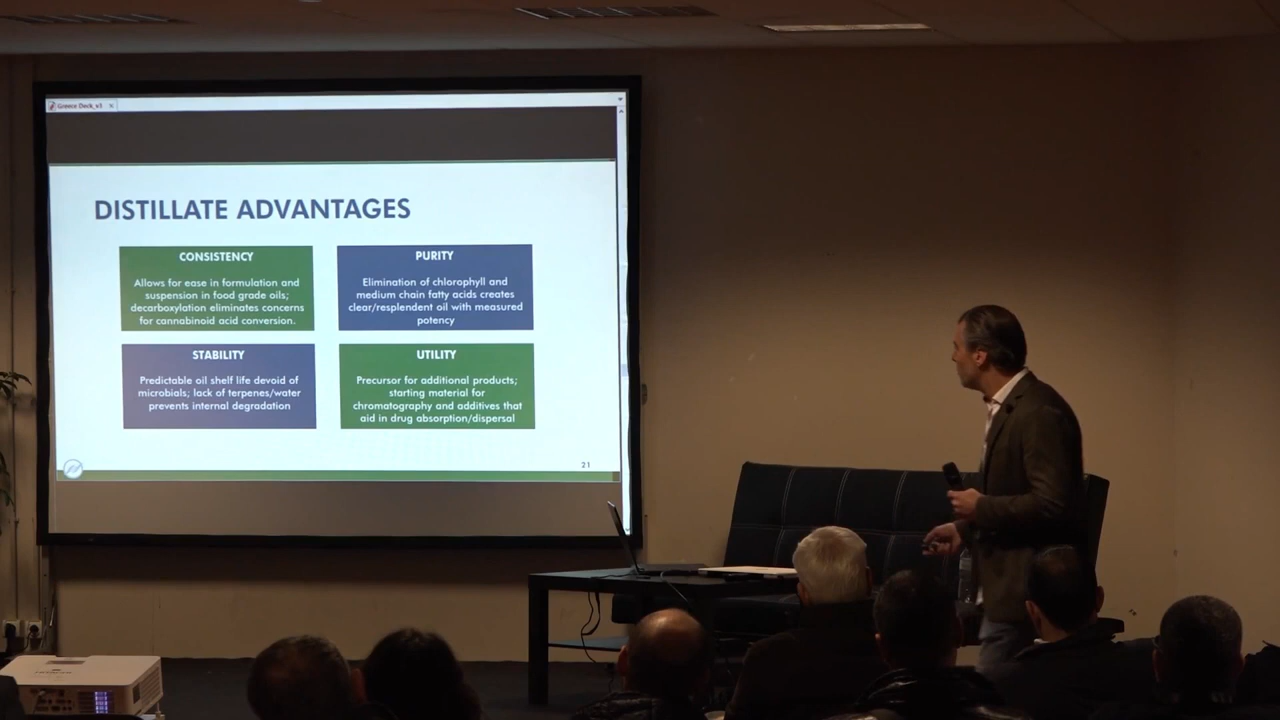 Greece Deck_v3
DISTILLATE ADVANTAGES
CONSISTENCY
Allows for ease in formulation and
suspension in food grade oils;
decarboxylation eliminates concerns
for cannabinoid acid conversion.
PURITY
Elimination of chlorophyll and
medium chain fatty acids creates
clear/resplendent oil with measured
potency
STABILITY
Predictable oil shelf life devoid of
microbials; lack of terpenes/water
prevents internal degradation
UTILITY
Precursor for additional products;
starting material for
chromatography and additives that
aid in drug absorption/dispersal
21